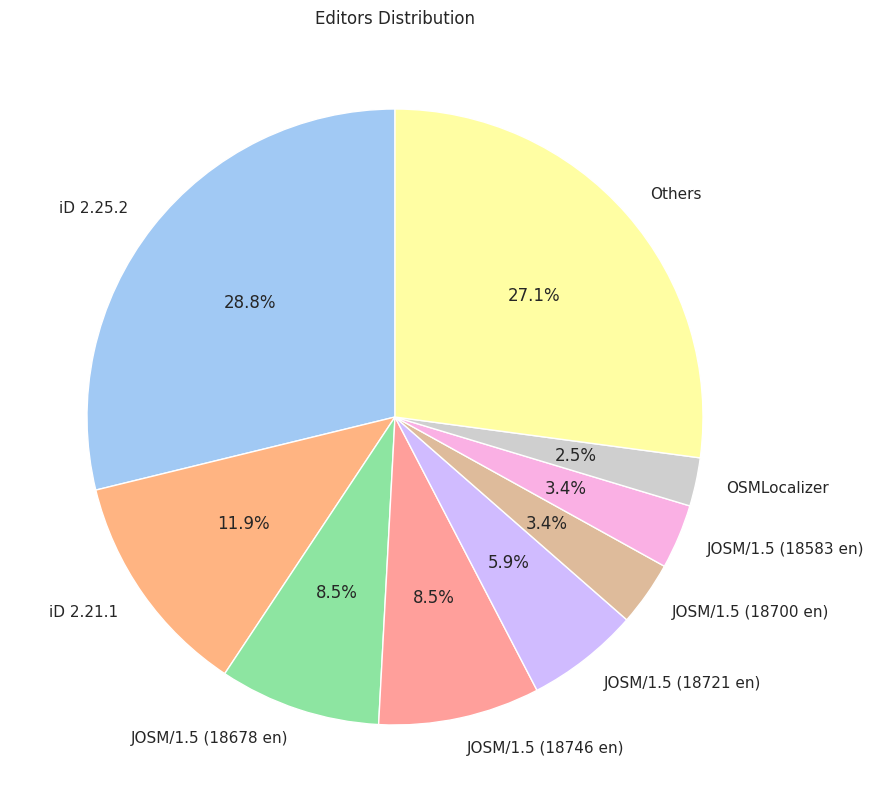 Editors Distribution
Others
iD 2.25.2
27.1%
28.8%
2.5%
OSMLocalizer
3.4%
11.9%
3.4%
JOSM/1.5 (18583 en)
5.9%
8.5%
8.5%
iD 2.21.1
JOSM/1.5 (18700 en)
JOSM/1.5 (18721 en)
JOSM/1.5 (18678 en)
JOSM/1.5 (18746 en)